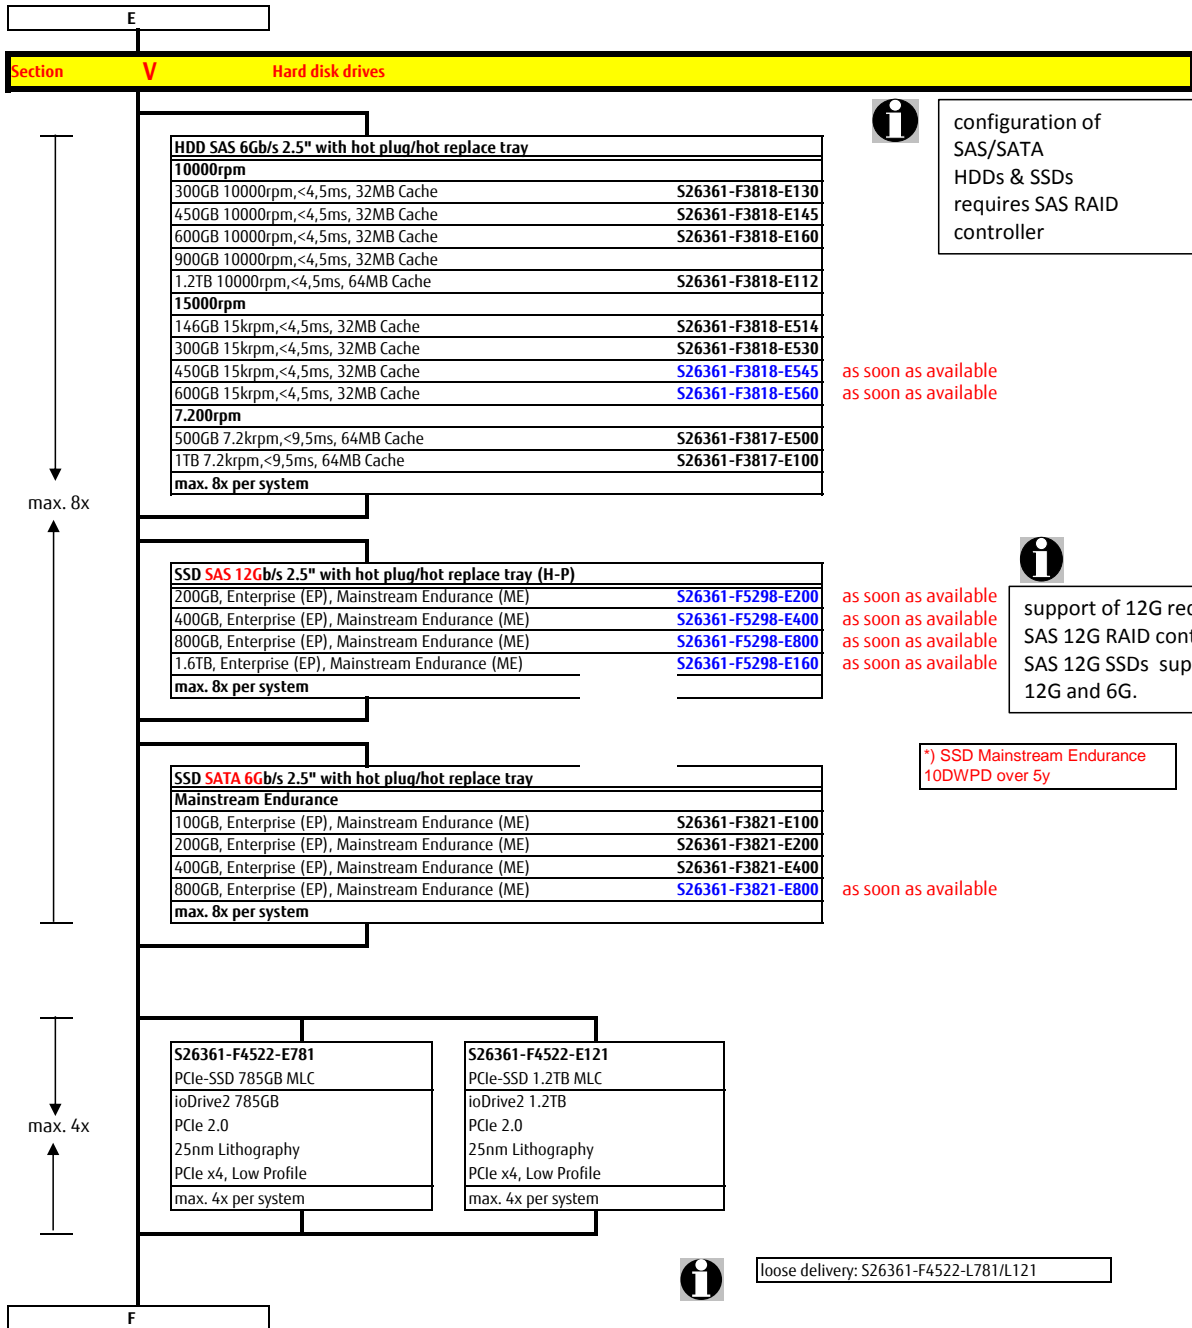 E
Section V Hard disk drives
configuration of
SAS/SATA
HDDs & SSDs
requires SAS RAID
controller
HDD SAS 6Gb/s 2.5" with hot plug/hot replace tray
10000rpm
300GB 10000rpm,<4,5ms, 32MB Cache S26361-F3818-E130
450GB 10000rpm,<4,5ms, 32MB Cache S26361-F3818-E145
600GB 10000rpm,<4,5ms, 32MB Cache S26361-F3818-E160
900GB 10000rpm,<4,5ms, 32MB Cache
1.2TB 10000rpm,<4,5ms, 64MB Cache S26361-F3818-E112
15000rpm
146GB 15krpm,<4,5ms, 32MB Cache S26361-F3818-E514
300GB 15krpm,<4,5ms, 32MB Cache S26361-F3818-E530
450GB 15krpm,<4,5ms, 32MB Cache S26361-F3818-E545 as soon as available
600GB 15krpm,<4,5ms, 32MB Cache S26361-F3818-E560 as soon as available
7.200rpm
500GB 7.2krpm,<9,5ms, 64MB Cache S26361-F3817-E500
1TB 7.2krpm,<9,5ms, 64MB Cache S26361-F3817-E100
max. 8x per system
max. 8x
SSD SAS 12Gb/s 2.5" with hot plug/hot replace tray (H-P)
200GB, Enterprise (EP), Mainstream Endurance (ME) S26361-F5298-E200 as soon as available
400GB, Enterprise (EP), Mainstream Endurance (ME) S26361-F5298-E400 as soon as available
800GB, Enterprise (EP), Mainstream Endurance (ME) S26361-F5298-E800 as soon as available
1.6TB, Enterprise (EP), Mainstream Endurance (ME) S26361-F5298-E160 as soon as available
max. 8x per system
support of 12G
SAS 12G RAID
SAS 12G SSDs
12G and 6G.
*) SSD Mainstream Endurance
10DWPD over 5y
SSD SATA 6Gb/s 2.5" with hot plug/hot replace tray
Mainstream Endurance
100GB, Enterprise (EP), Mainstream Endurance (ME) S26361-F3821-E100
200GB, Enterprise (EP), Mainstream Endurance (ME) S26361-F3821-E200
400GB, Enterprise (EP), Mainstream Endurance (ME) S26361-F3821-E400
800GB, Enterprise (EP), Mainstream Endurance (ME) S26361-F3821-E800 as soon as available
max. 8x per system
max. 4x
S26361-F4522-E781
PCIe-SSD 785GB MLC
ioDrive2 785GB
PCIe 2.0
25nm Lithography
PCIe x4, Low Profile
max. 4x per system
S26361-F4522-E121
PCIe-SSD 1.2TB MLC
ioDrive2 1.2TB
PCIe 2.0
25nm Lithography
PCIe x4, Low Profile
max. 4x per system
loose delivery: S26361-F4522-L781/L121
F